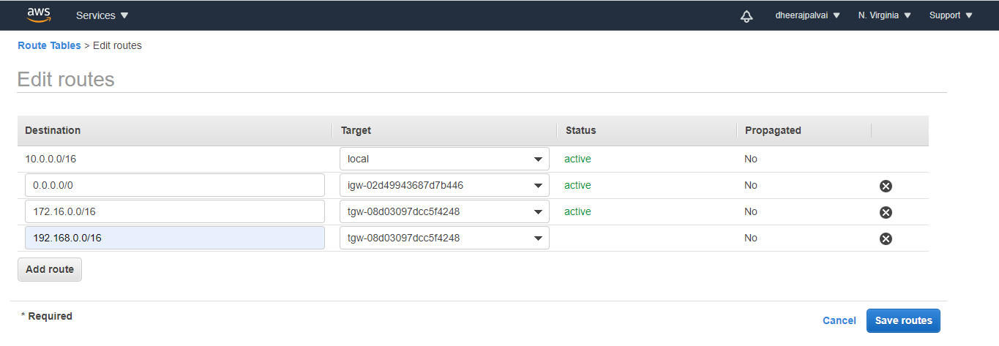 aws Services dheerajpalvai N. Virginia Support
Route Tables > Edit routes
Edit routes
Destination Target Status Propagated
10.0.0.0/16 local active No
0.0.0.0/0 igw-02d49943687d7b446 active No
172.16.0.0/16 tgw-08d03097dcc5f4248 active No
192.168.0.0/16 tgw-08d03097dcc5f4248 No
Add route
* Required
Cancel Save routes